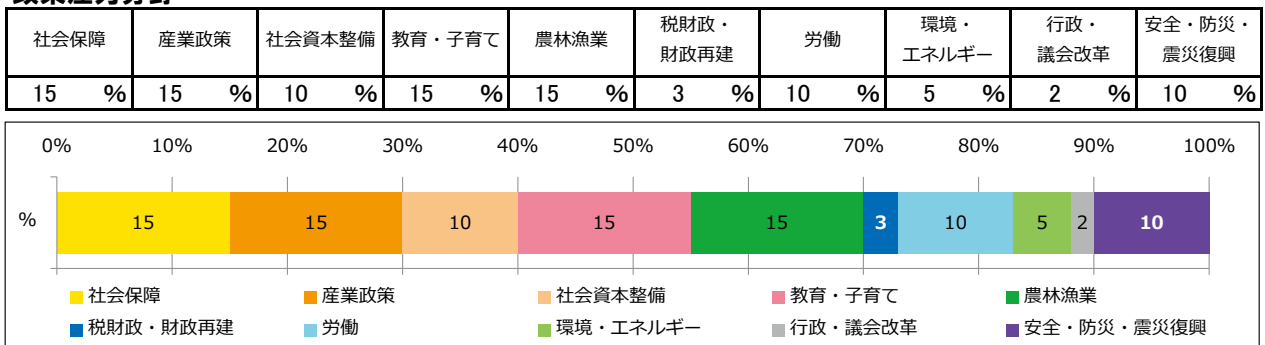 社会保障 産業政策 社会資本整備 教育・子育て 農林漁業 税財政・財政再建 労働 環境・エネルギー 行政・議会改革 安全・防災・震災復興
15 % 15 % 10 % 15 % 15 % 3 % 10 % 5 % 2 % 10 %
0% 10% 20% 30% 40% 50% 60% 70% 80% 90% 100%
% 15 15 10 15 15 3 10 5 2 10
社会保障 産業政策 社会資本整備 教育・子育て 農林漁業
税財政・財政再建 労働 環境・エネルギー 行政・議会改革 安全・防災・震災復興